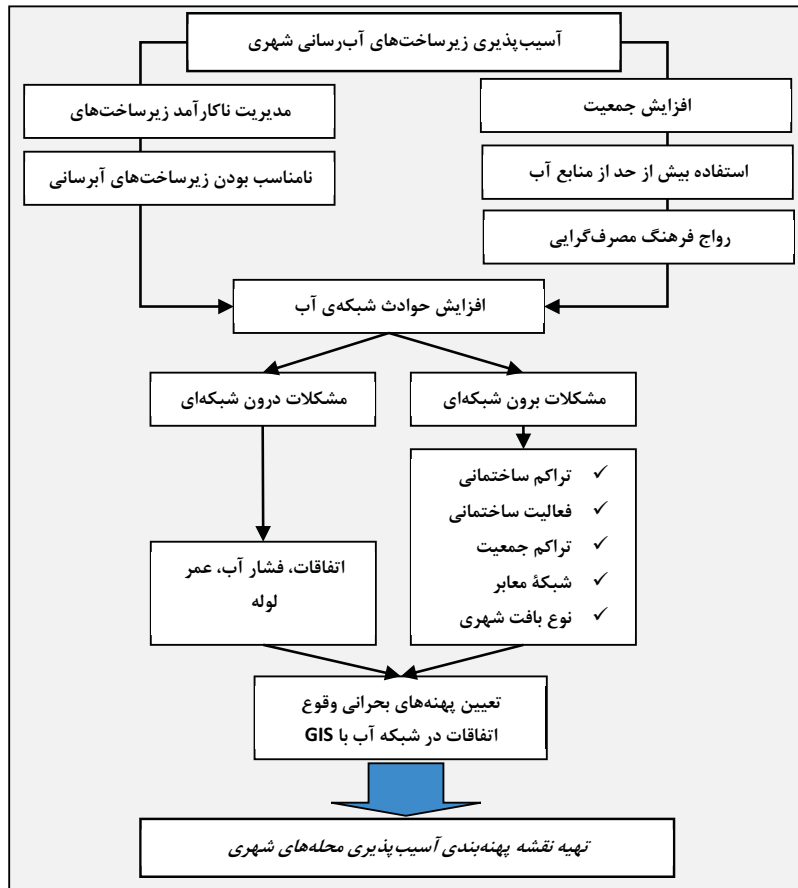 آسیب‌پذیری زیرساخت‌های آب‌رسانی شهری
افزایش جمعیت
مدیریت ناکارآمد زیرساخت‌های
استفاده بیش از حد از منابع آب
نامناسب بودن زیرساخت‌های آبرسانی
رواج فرهنگ مصرف‌گرایی
افزایش حوادث شبکه‌ی آب
مشکلات برون شبکه‌ای
مشکلات درون شبکه‌ای
✓ تراکم ساختمانی
✓ فعالیت ساختمانی
✓ تراکم جمعیت
✓ شبکۀ معابر
✓ نوع بافت شهری
اتفاقات، فشار آب، عمر
لوله
تعیین پهنه‌های بحرانی وقوع
اتفاقات در شبکه آب با GIS
تهیه نقشه پهنه‌بندی آسیب‌پذیری محله‌های شهری